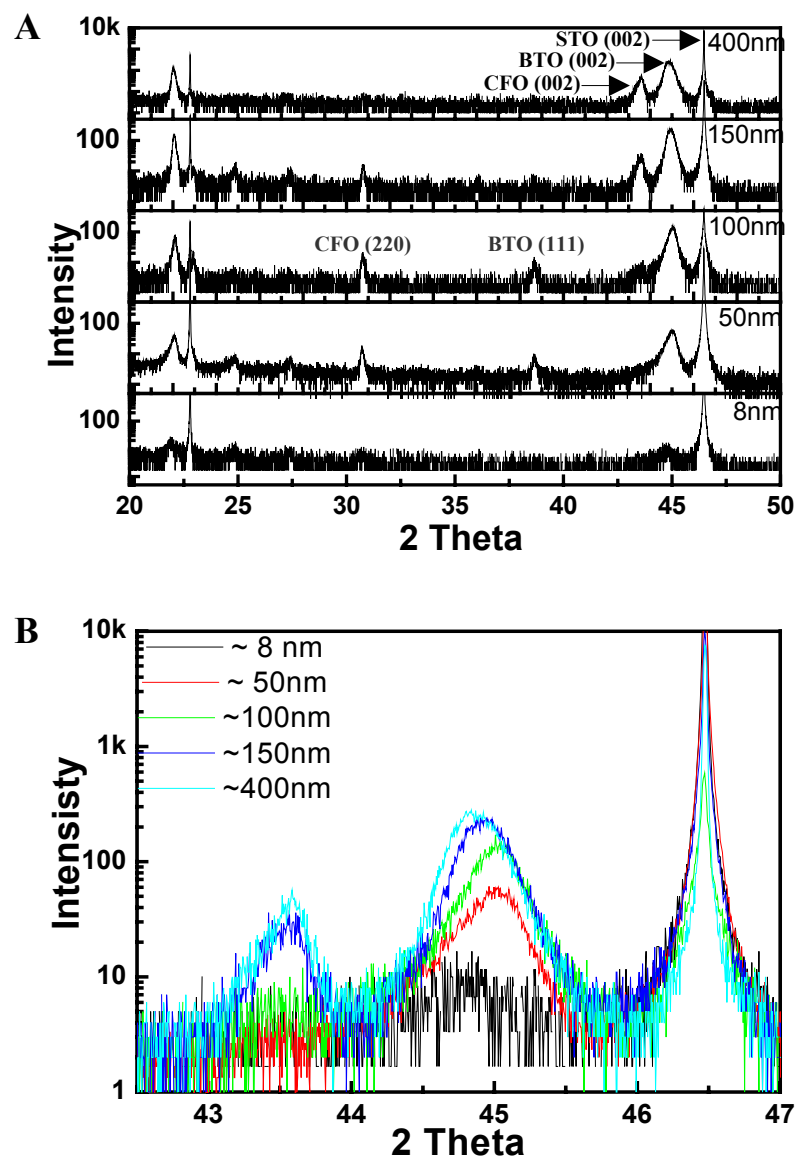 A
10k
STO (002)
400nm
BTO (002)
CFO (002)
100
150nm
100
100nm
CFO (220)
BTO (111)
100
50nm
100
8nm
Intensity
20 25 30 35 40 45 50
2 Theta
B
10k
~ 8 nm
~ 50nm
~100nm
1k
~150nm
~400nm
100
10
1
Intensisty
43 44 45 46 47
2 Theta